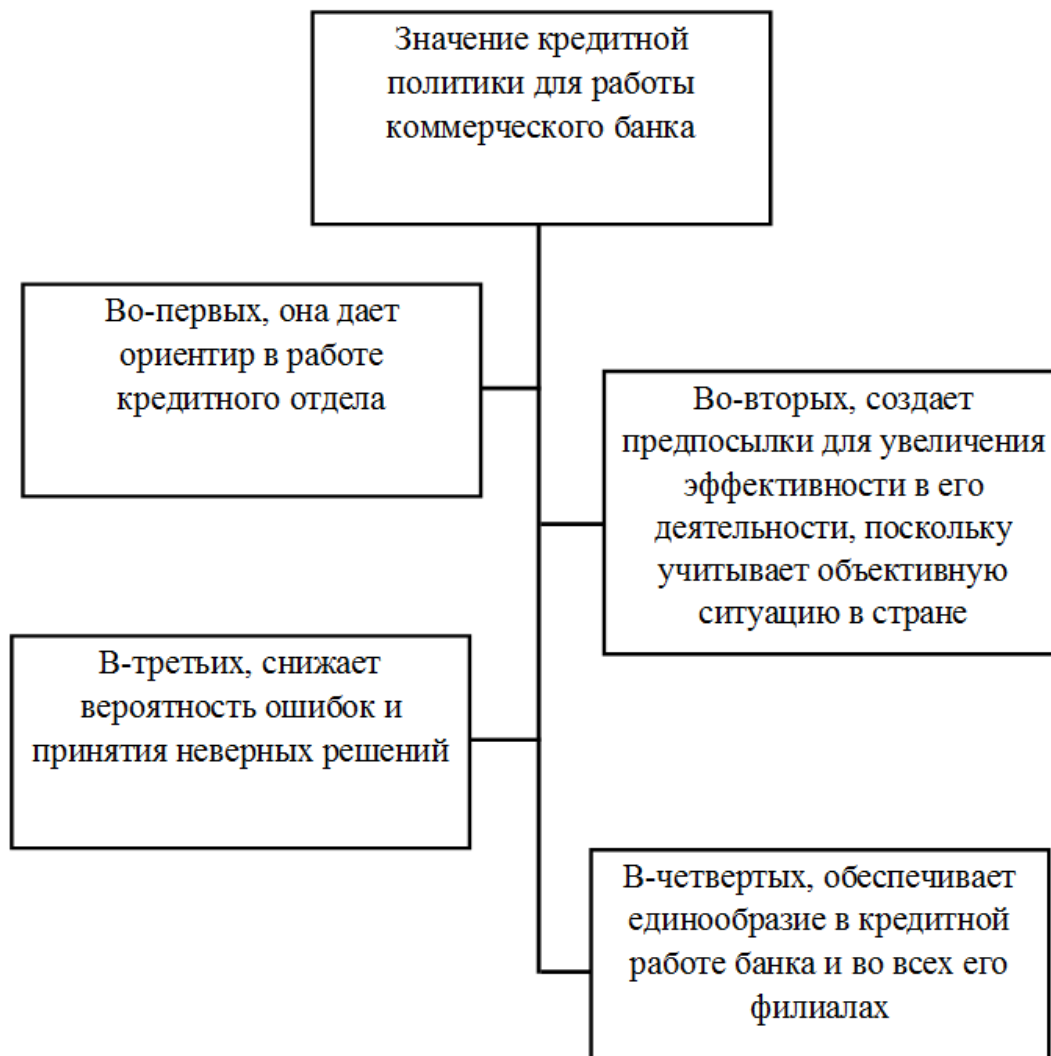 Значение кредитной
политики для работы
коммерческого банка
Во-первых, она дает
ориентир в работе
кредитного отдела
Во-вторых, создает
предпосылки для увеличения
эффективности в его
деятельности, поскольку
учитывает объективную
ситуацию в стране
В-третьих, снижает
вероятность ошибок и
принятия неверных решений
В-четвертых, обеспечивает
единообразие в кредитной
работе банка и во всех его
филиалах